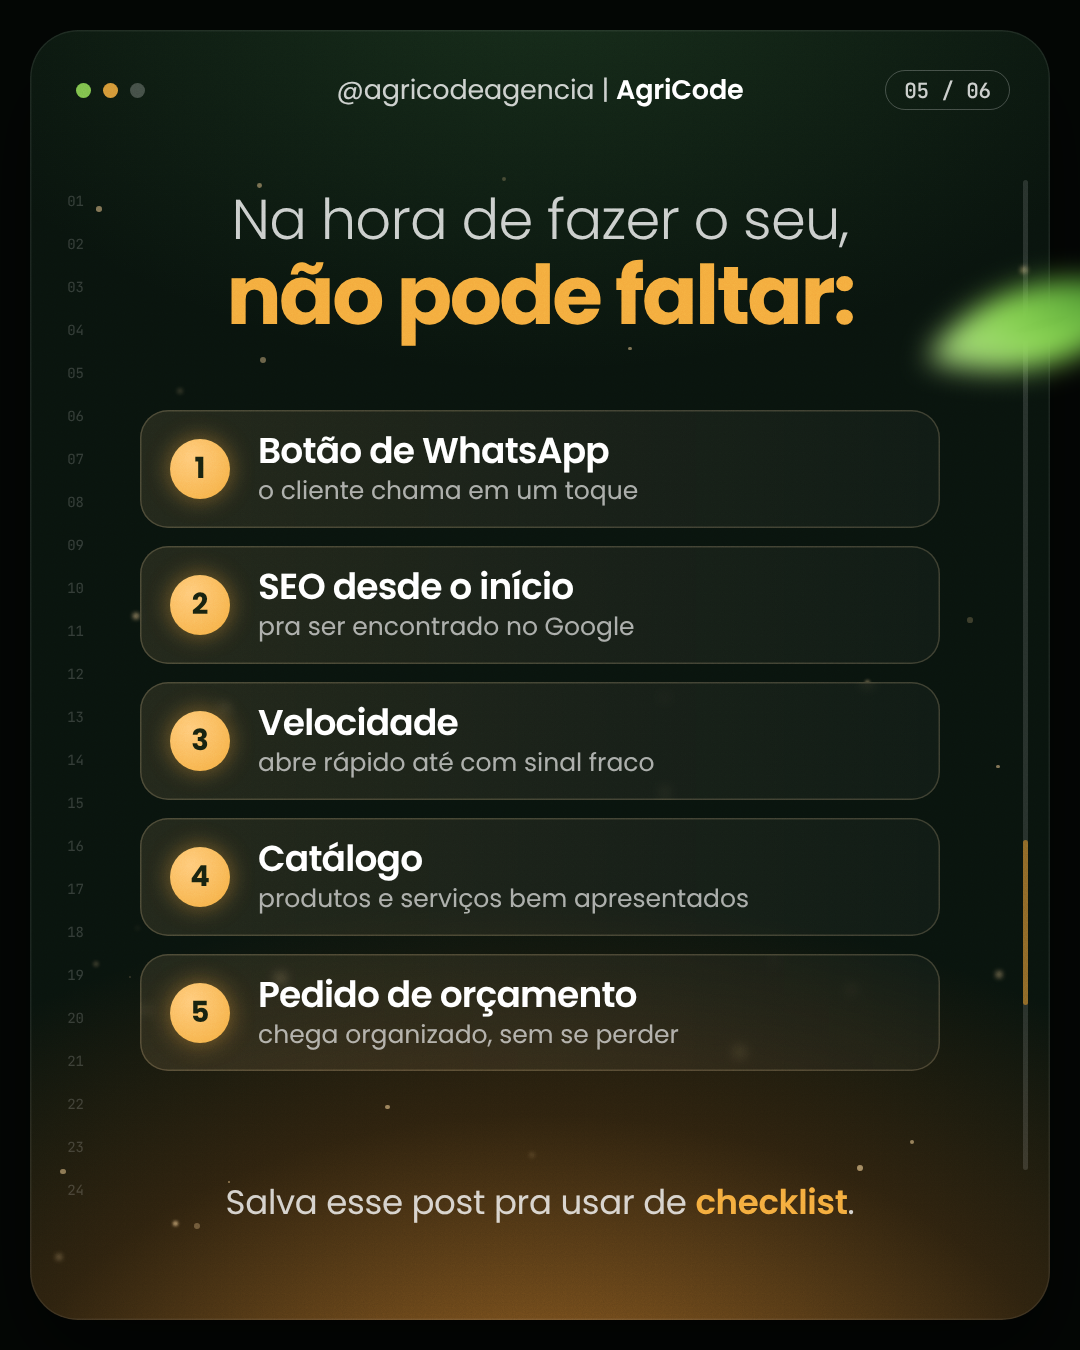 @agricodeagencia | AgriCode
05 / 06
Na hora de fazer o seu,
não pode faltar:
01
02
03
04
05
06
07
08
09
10
11
12
13
14
15
16
17
18
19
20
21
22
23
24
1
Botão de WhatsApp
o cliente chama em um toque
2
SEO desde o início
pra ser encontrado no Google
3
Velocidade
abre rápido até com sinal fraco
4
Catálogo
produtos e serviços bem apresentados
5
Pedido de orçamento
chega organizado, sem se perder
Salva esse post pra usar de checklist.